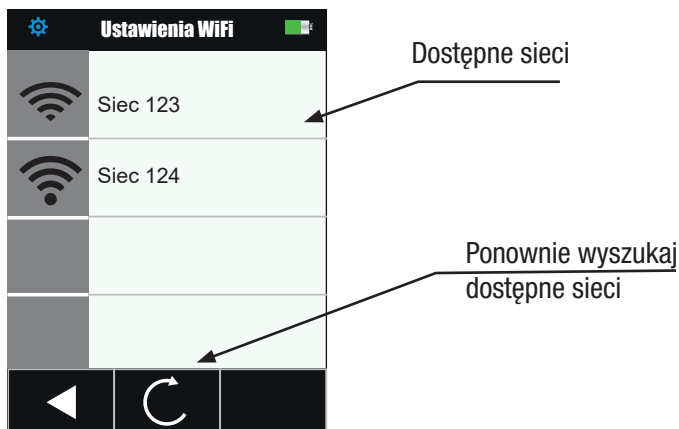 Ustawienia WiFi
Dostępne sieci
Siec 123
Siec 124
Ponownie wyszukaj
dostępne sieci